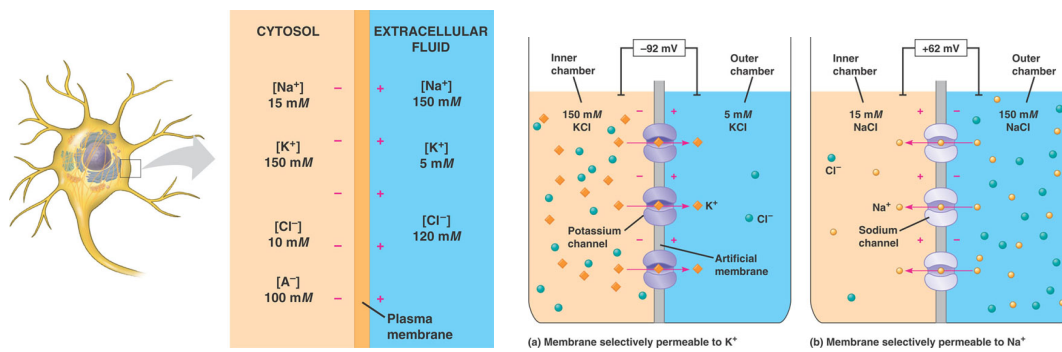 CYTOSOL
EXTRACELLULAR
FLUID
[Na⁺]
15 mM
[Na⁺]
150 mM
[K⁺]
150 mM
[K⁺]
5 mM
[Cl⁻]
10 mM
[Cl⁻]
120 mM
[A⁻]
100 mM
Plasma
membrane
−92 mV
Inner
chamber
Outer
chamber
150 mM
KCl
5 mM
KCl
K⁺
Cl⁻
Potassium
channel
Artificial
membrane
(a) Membrane selectively permeable to K⁺
+62 mV
Inner
chamber
Outer
chamber
15 mM
NaCl
150 mM
NaCl
Cl⁻
Na⁺
Sodium
channel
(b) Membrane selectively permeable to Na⁺